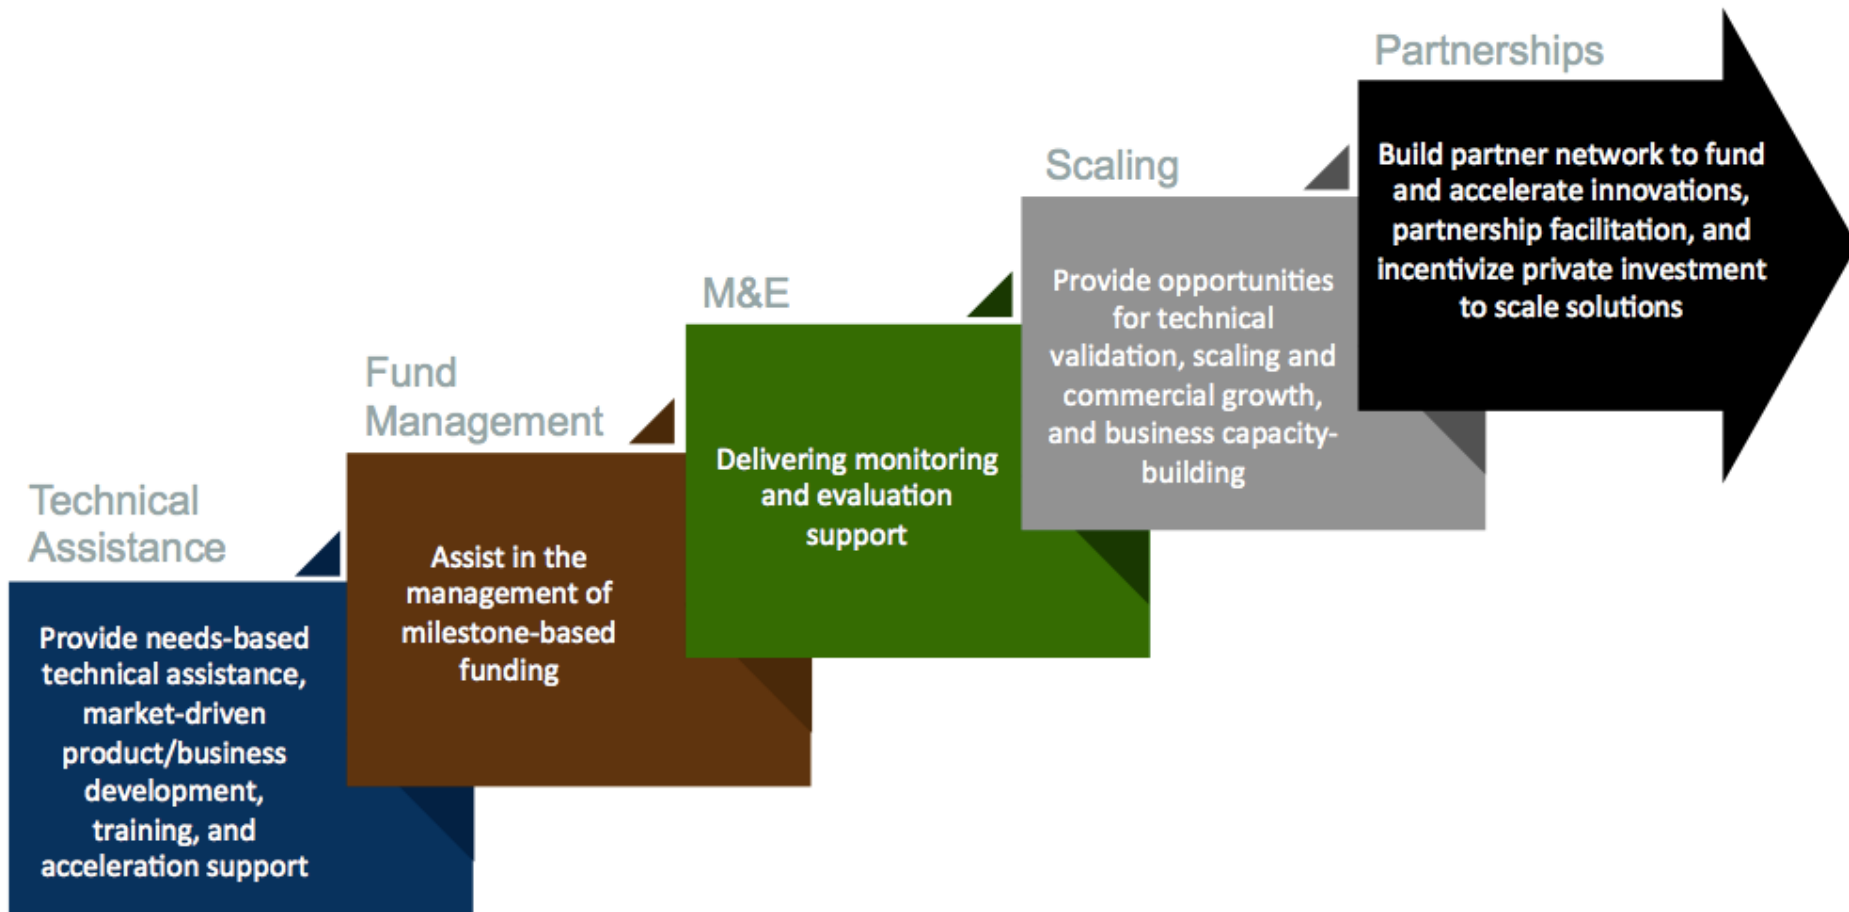 Technical
Assistance
Provide needs-based
technical assistance,
market-driven
product/business
development,
training, and
acceleration support
Fund
Management
Assist in the
management of
milestone-based
funding
M&E
Delivering monitoring
and evaluation
support
Scaling
Provide opportunities
for technical
validation, scaling and
commercial growth,
and business capacity-
building
Partnerships
Build partner network to fund
and accelerate innovations,
partnership facilitation, and
incentivize private investment
to scale solutions